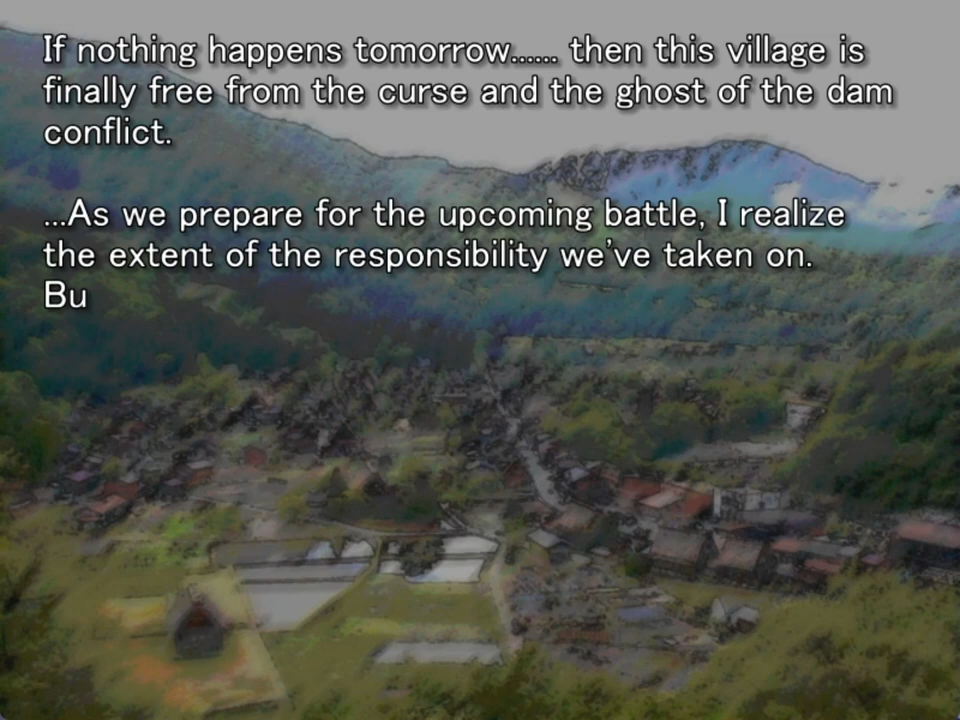 If nothing happens tomorrow...... then this village is
finally free from the curse and the ghost of the dam
conflict.
...As we prepare for the upcoming battle, I realize
the extent of the responsibility we've taken on.
Bu